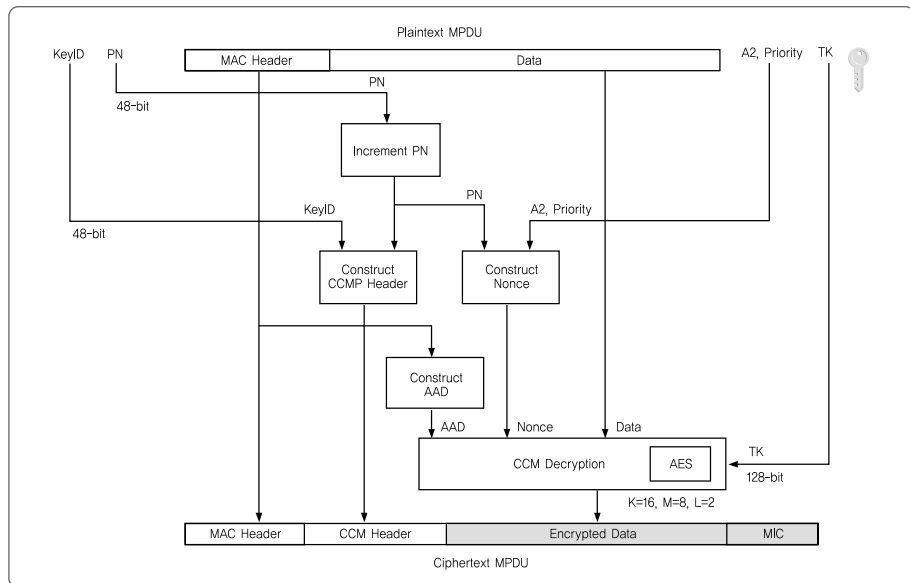 Plaintext MPDU
KeyID PN A2, Priority TK
MAC Header Data
PN
48-bit
Increment PN
PN
KeyID A2, Priority
48-bit
Construct CCMP Header
Construct Nonce
Construct AAD
AAD Nonce Data
CCM Decryption AES
TK
128-bit
K=16, M=8, L=2
MAC Header CCM Header Encrypted Data MIC
Ciphertext MPDU